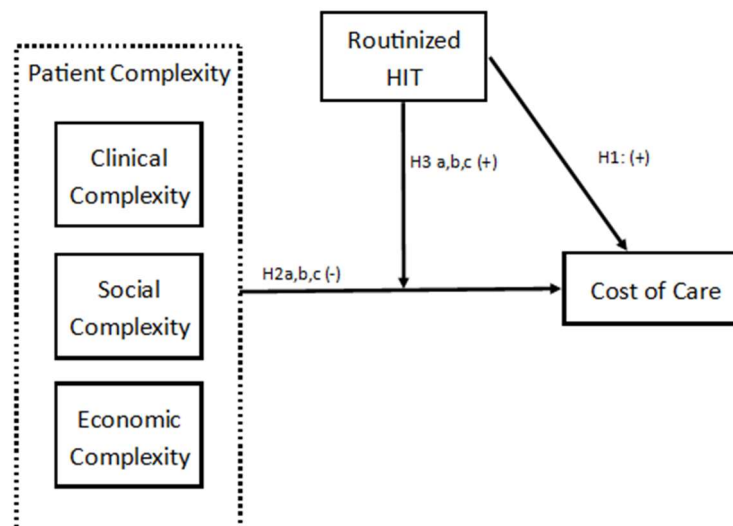 Patient Complexity
Clinical
Complexity
Social
Complexity
Economic
Complexity
Routinized
HIT
H3 a,b,c (+)
H1: (+)
H2a,b,c (-)
Cost of Care